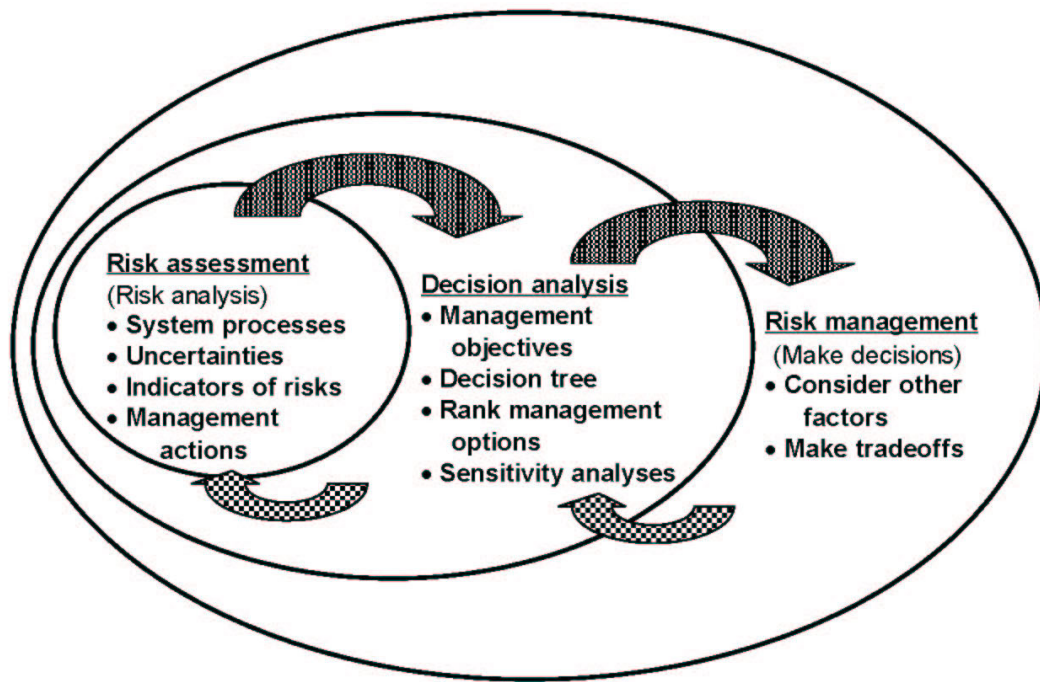 Risk assessment
(Risk analysis)
• System processes
• Uncertainties
• Indicators of risks
• Management
actions
Decision analysis
• Management
objectives
• Decision tree
• Rank management
options
• Sensitivity analyses
Risk management
(Make decisions)
• Consider other
factors
• Make tradeoffs